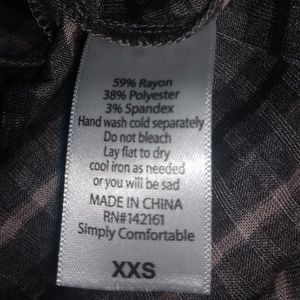 59% Rayon
38% Polyester
3% Spandex
Hand wash cold separately
Do not bleach
Lay flat to dry
cool iron as needed
or you will be sad
MADE IN CHINA
RN#142161
Simply Comfortable
XXS